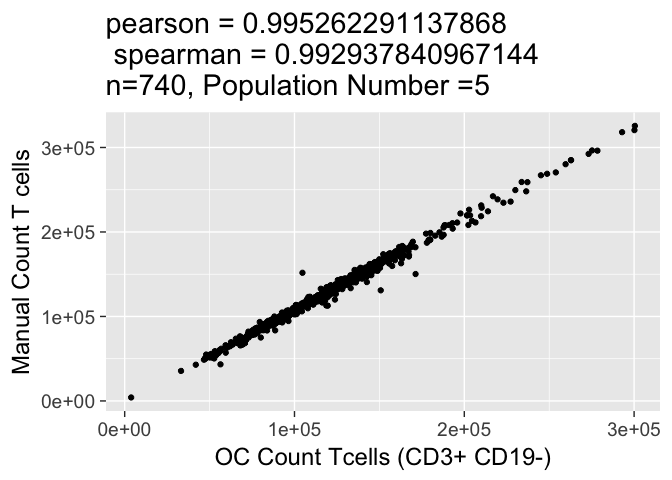 pearson = 0.995262291137868
spearman = 0.992937840967144
n=740, Population Number =5
3e+05
2e+05
1e+05
0e+00
Manual Count T cells
0e+00 1e+05 2e+05 3e+05
OC Count Tcells (CD3+ CD19-)